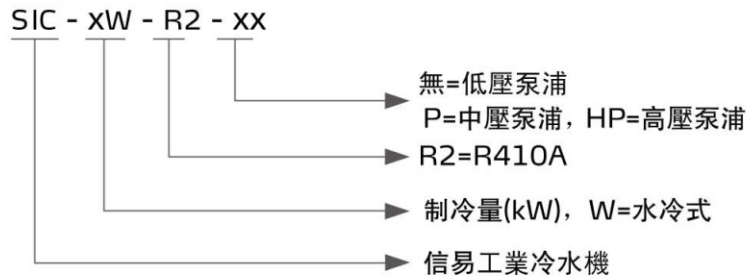 SIC - xW - R2 - xx
無=低壓泵浦
P=中壓泵浦，HP=高壓泵浦
R2=R410A
制冷量(kW)，W=水冷式
信易工業冷水機